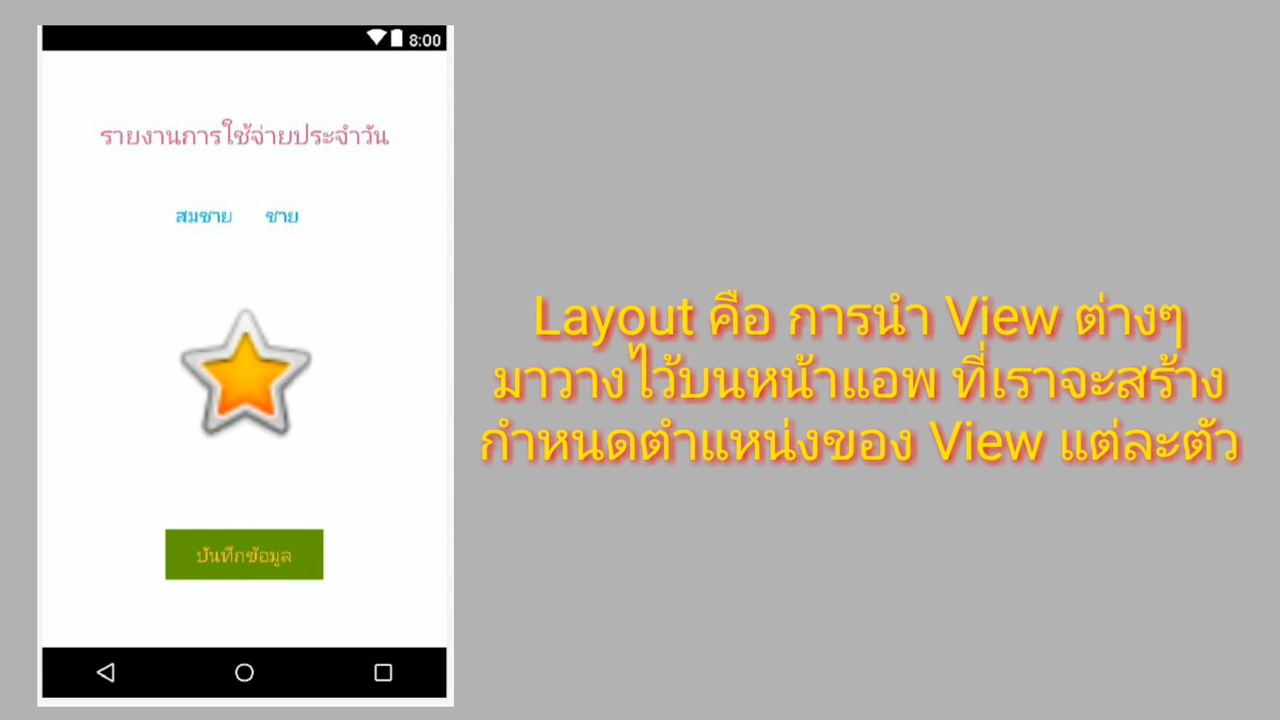 8:00
รายงานการใช้จ่ายประจำวัน
สมชาย ชาย
บันทึกข้อมูล
Layout คือ การนำ View ต่างๆ
มาวางไว้บนหน้าแอพ ที่เราจะสร้าง
กำหนดตำแหน่งของ View แต่ละตัว